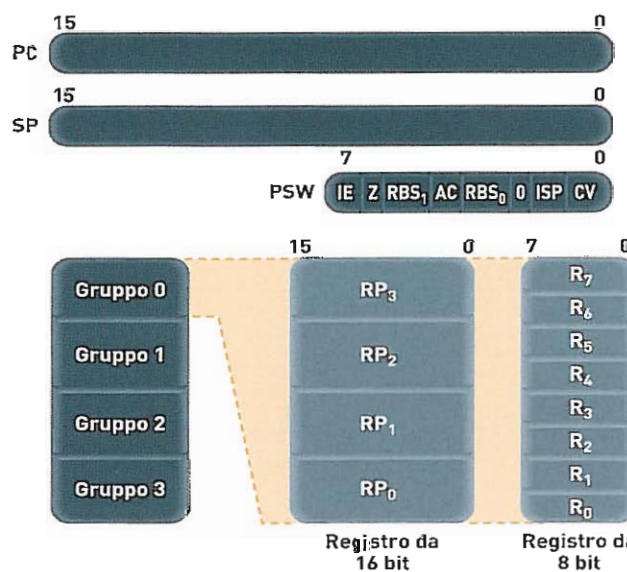 15 0
PC
15 0
SP
7 0
PSW IE Z RBS₁ AC RBS₀ 0 ISP CV
15 0 7 0
Gruppo 0
Gruppo 1
Gruppo 2
Gruppo 3
RP₃
RP₂
RP₁
RP₀
R₇
R₆
R₅
R₄
R₃
R₂
R₁
R₀
Registro da
16 bit
Registro da
8 bit